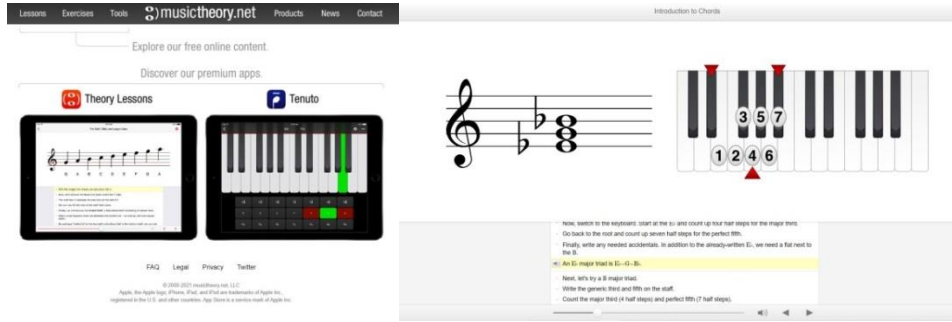 Lessons Exercises Tools musictheory.net Products News Contact
Explore our free online content.
Discover our premium apps.
Theory Lessons Tenuto
FAQ Legal Privacy Twitter
© 2000-2021 musictheory.net, LLC
Apple, the Apple logo, iPhone, iPad, and iPod are trademarks of Apple Inc.,
registered in the U.S. and other countries. App Store is a service mark of Apple Inc.
Introduction to Chords
3 5 7
1 2 4 6
Now, switch to the keyboard. Start at the E♭ and count up four half steps for the major third.
Go back to the root and count up seven half steps for the perfect fifth.
Finally, write any needed accidentals. In addition to the already-written E♭, we need a flat next to
the B.
An E♭ major triad is E♭-G-B♭.
Next, let's try a B major triad.
Write the generic third and fifth on the staff.
Count the major third (4 half steps) and perfect fifth (7 half steps).